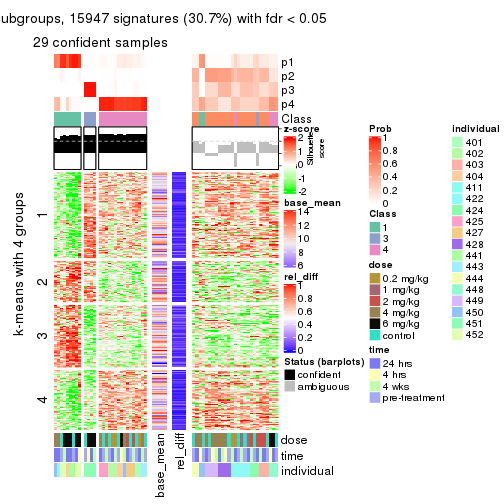 ubgroups, 15947 signatures (30.7%) with fdr < 0.05
29 confident samples
p1
p2
p3
p4
Class
z-score
2
1
0
-1
-2
Silhouette
score
base_mean
14
12
10
8
6
rel_diff
1
0.8
0.6
0.4
0.2
0
Status (barplots)
confident
ambiguous
k-means with 4 groups
1
2
3
4
dose
time
individual
base_mean
rel_diff
Prob
1
0.8
0.6
0.4
0.2
0
Class
1
3
4
dose
0.2 mg/kg
1 mg/kg
2 mg/kg
4 mg/kg
6 mg/kg
control
time
24 hrs
4 hrs
4 wks
pre-treatment
individual
401
402
403
404
411
422
424
425
427
428
441
443
444
448
449
450
451
452